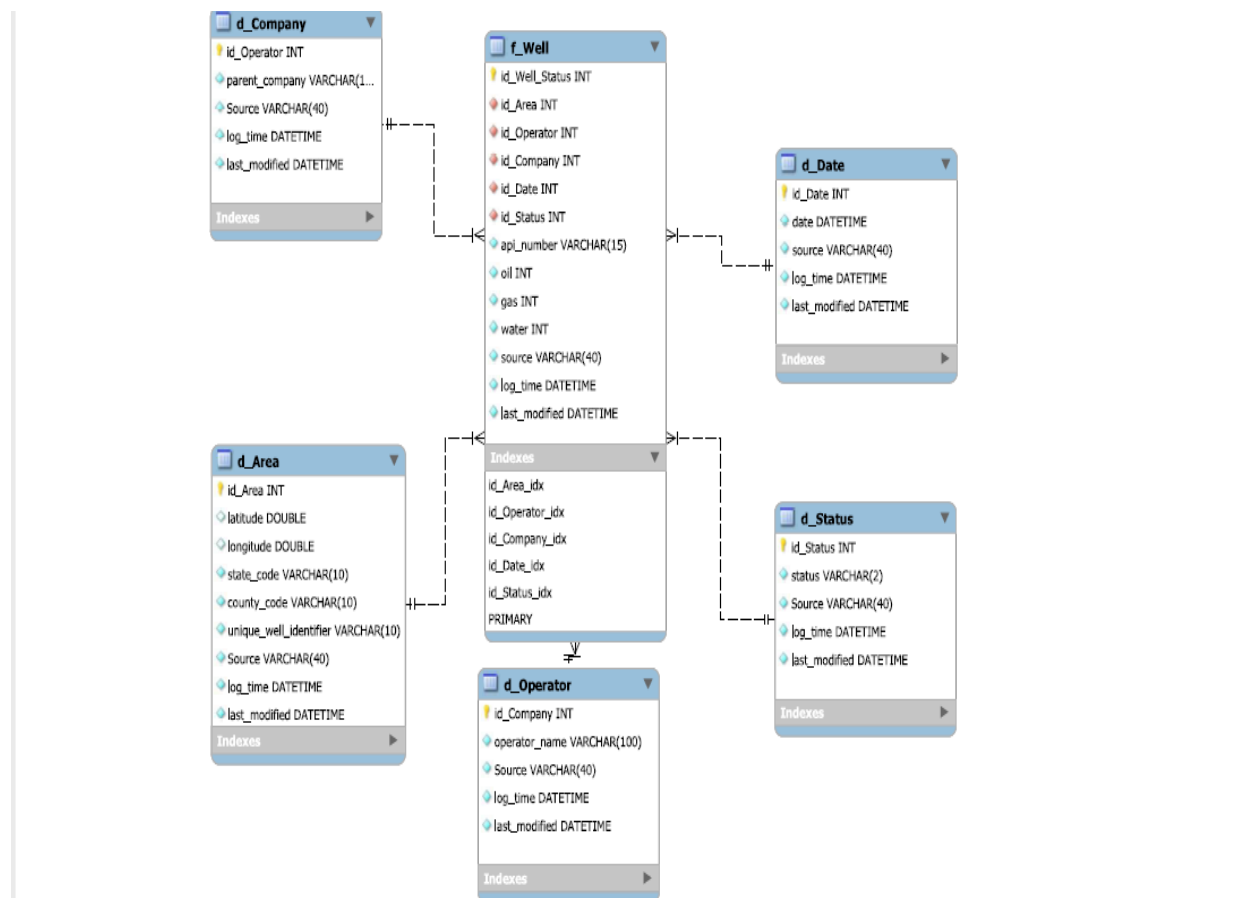 d_Company
id_Operator INT
parent_company VARCHAR(1...
Source VARCHAR(40)
log_time DATETIME
last_modified DATETIME
Indexes
f_Well
id_Well_Status INT
id_Area INT
id_Operator INT
id_Company INT
id_Date INT
id_Status INT
api_number VARCHAR(15)
oil INT
gas INT
water INT
source VARCHAR(40)
log_time DATETIME
last_modified DATETIME
Indexes
id_Area_idx
id_Operator_idx
id_Company_idx
id_Date_idx
id_Status_idx
PRIMARY
d_Date
id_Date INT
date DATETIME
source VARCHAR(40)
log_time DATETIME
last_modified DATETIME
Indexes
d_Area
id_Area INT
latitude DOUBLE
longitude DOUBLE
state_code VARCHAR(10)
county_code VARCHAR(10)
unique_well_identifier VARCHAR(10)
Source VARCHAR(40)
log_time DATETIME
last_modified DATETIME
Indexes
d_Status
id_Status INT
status VARCHAR(2)
Source VARCHAR(40)
log_time DATETIME
last_modified DATETIME
Indexes
d_Operator
id_Company INT
operator_name VARCHAR(100)
Source VARCHAR(40)
log_time DATETIME
last_modified DATETIME
Indexes